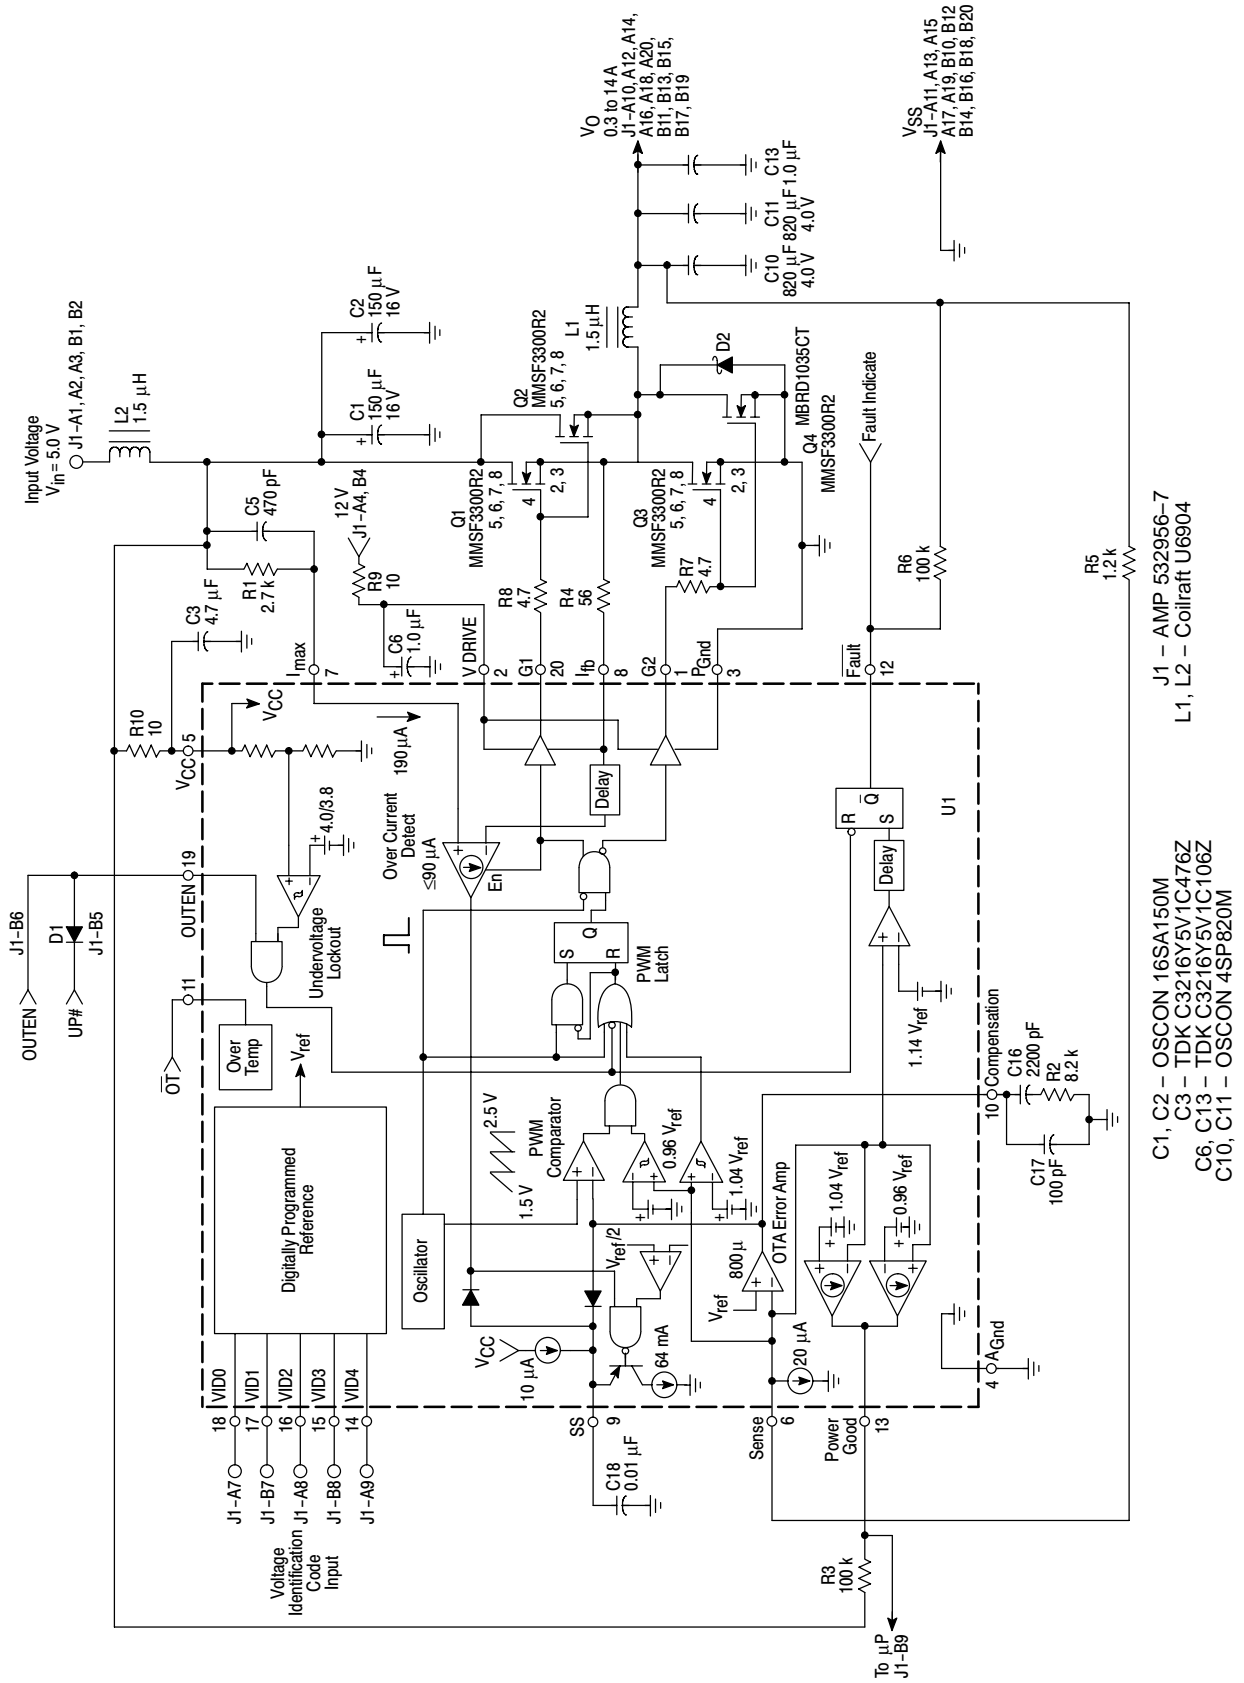 Input Voltage
Vin = 5.0 V
J1−A1, A2, A3, B1, B2
L2
1.5 μH
C5
470 pF
R1
2.7 k
C3
4.7 μF
R10
10
C1
150 μF
16 V
C2
150 μF
16 V
12 V
J1−A4, B4
R9
10
C6
1.0 μF
OUTEN
J1−B6
UP#
J1−B5
D1
OT
11
OUTEN
19
VCC
5
VCC
Imax
7
V DRIVE
2
G1
20
Ifb
8
G2
1
PGnd
3
Fault
12
R8
4.7
R4
56
R7
4.7
Q1
MMSF3300R2
5, 6, 7, 8
4
2, 3
Q2
MMSF3300R2
5, 6, 7, 8
Q3
MMSF3300R2
5, 6, 7, 8
4
2, 3
Q4
MMSF3300R2
D2
MBRD1035CT
L1
1.5 μH
VO
0.3 to 14 A
J1−A10, A12, A14,
A16, A18, A20,
B11, B13, B15,
B17, B19
C10
820 μF
4.0 V
C11
820 μF
4.0 V
C13
1.0 μF
VSS
J1−A11, A13, A15
A17, A19, B10, B12
B14, B16, B18, B20
Fault Indicate
R6
100 k
R5
1.2 k
Over
Temp
Vref
Digitally Programmed
Reference
Undervoltage
Lockout
4.0/3.8
190 μA
Over Current
Detect
≤90 μA
En
Delay
PWM
Latch
S
R
Q
Oscillator
1.5 V
2.5 V
PWM
Comparator
0.96 Vref
1.04 Vref
Vref/2
OTA Error Amp
800 μ
Vref
VCC
10 μA
64 mA
20 μA
1.04 Vref
0.96 Vref
1.14 Vref
Delay
R
S
Q
U1
18
VID0
17
VID1
16
VID2
15
VID3
14
VID4
J1−A7
J1−B7
J1−A8
J1−B8
J1−A9
Voltage
Identification
Code
Input
SS
9
C18
0.01 μF
Sense
6
Power
Good
13
4
AGnd
10
Compensation
C16
2200 pF
R2
8.2 k
C17
100 pF
R3
100 k
To μP
J1−B9
J1 − AMP 532956−7
L1, L2 − Coilcraft U6904
C1, C2 − OSCON 16SA150M
C3 − TDK C3216Y5V1C476Z
C6, C13 − TDK C3216Y5V1C106Z
C10, C11 − OSCON 4SP820M